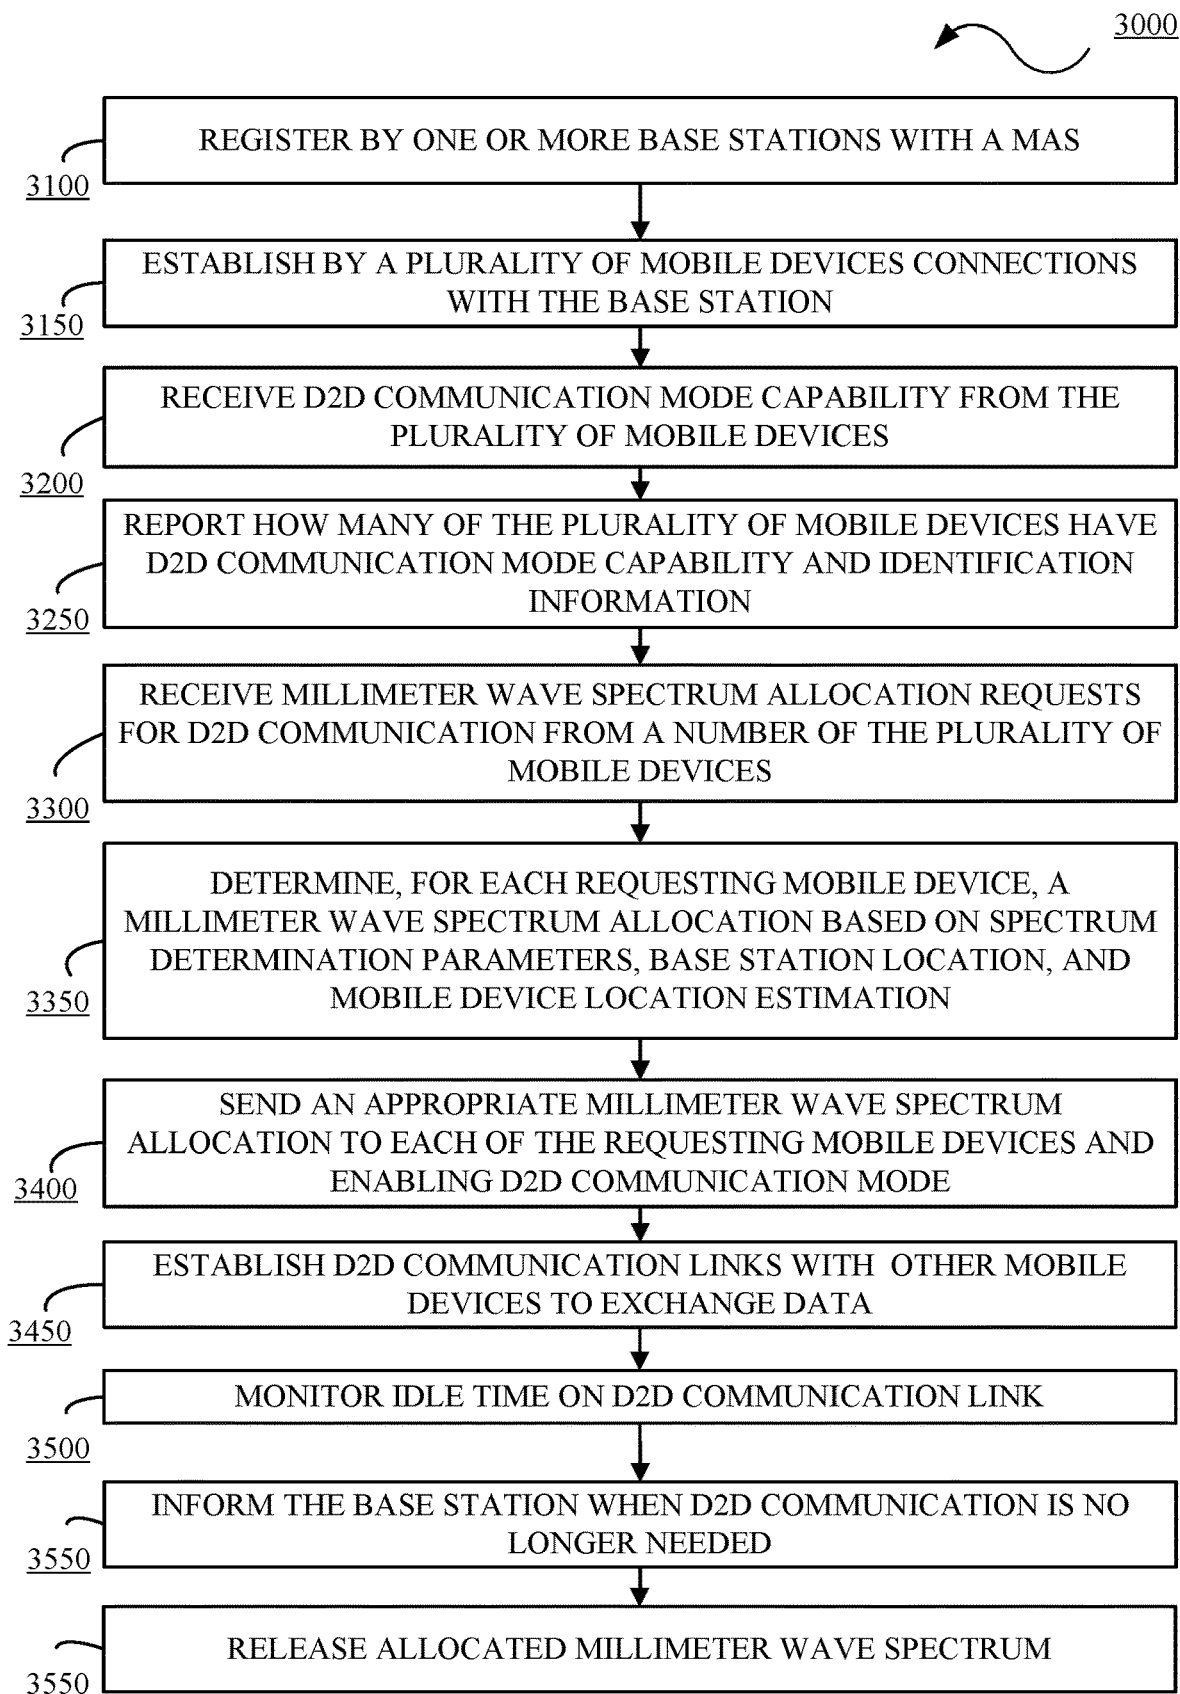 3000
REGISTER BY ONE OR MORE BASE STATIONS WITH A MAS
3100
ESTABLISH BY A PLURALITY OF MOBILE DEVICES CONNECTIONS
WITH THE BASE STATION
3150
RECEIVE D2D COMMUNICATION MODE CAPABILITY FROM THE
PLURALITY OF MOBILE DEVICES
3200
REPORT HOW MANY OF THE PLURALITY OF MOBILE DEVICES HAVE
D2D COMMUNICATION MODE CAPABILITY AND IDENTIFICATION
INFORMATION
3250
RECEIVE MILLIMETER WAVE SPECTRUM ALLOCATION REQUESTS
FOR D2D COMMUNICATION FROM A NUMBER OF THE PLURALITY OF
MOBILE DEVICES
3300
DETERMINE, FOR EACH REQUESTING MOBILE DEVICE, A
MILLIMETER WAVE SPECTRUM ALLOCATION BASED ON SPECTRUM
DETERMINATION PARAMETERS, BASE STATION LOCATION, AND
MOBILE DEVICE LOCATION ESTIMATION
3350
SEND AN APPROPRIATE MILLIMETER WAVE SPECTRUM
ALLOCATION TO EACH OF THE REQUESTING MOBILE DEVICES AND
ENABLING D2D COMMUNICATION MODE
3400
ESTABLISH D2D COMMUNICATION LINKS WITH OTHER MOBILE
DEVICES TO EXCHANGE DATA
3450
MONITOR IDLE TIME ON D2D COMMUNICATION LINK
3500
INFORM THE BASE STATION WHEN D2D COMMUNICATION IS NO
LONGER NEEDED
3550
RELEASE ALLOCATED MILLIMETER WAVE SPECTRUM
3550